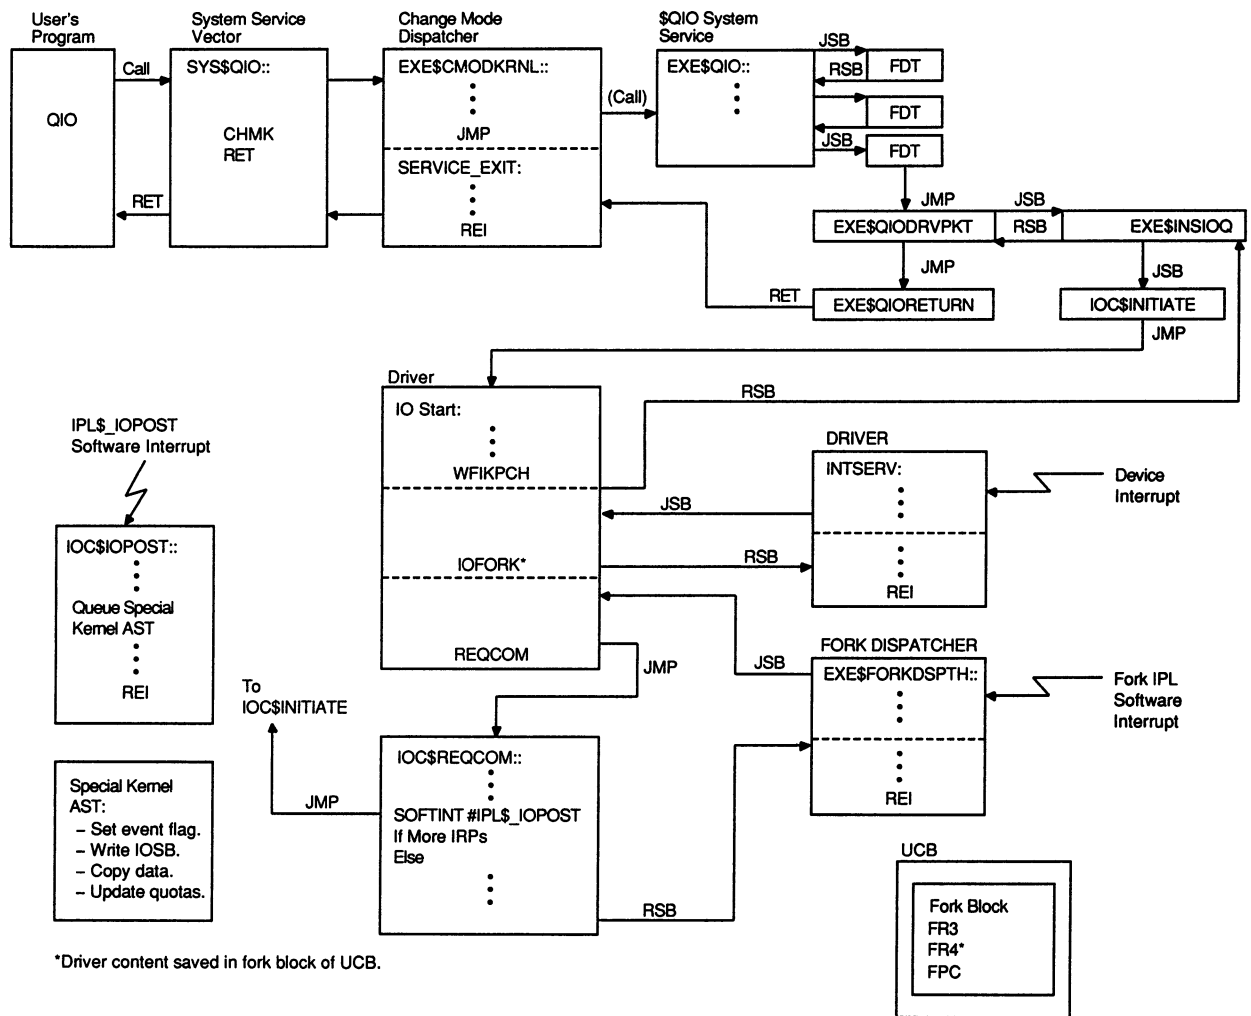 User's
Program
System Service
Vector
Change Mode
Dispatcher
$QIO System
Service
QIO
Call
RET
SYS$QIO::
CHMK
RET
EXE$CMODKRNL::
JMP
SERVICE_EXIT:
REI
(Call)
EXE$QIO::
JSB
RSB
FDT
FDT
JSB
FDT
JMP
EXE$QIODRVPKT
JSB
RSB
EXE$INSIOQ
JMP
JSB
RET
EXE$QIORETURN
IOC$INITIATE
JMP
Driver
IO Start:
WFIKPCH
RSB
IPL$_IOPOST
Software Interrupt
DRIVER
INTSERV:
REI
Device
Interrupt
JSB
IOFORK*
RSB
IOC$IOPOST::
Queue Special
Kernel AST
REI
REQCOM
JMP
FORK DISPATCHER
JSB
EXE$FORKDSPTH::
REI
Fork IPL
Software
Interrupt
To
IOC$INITIATE
JMP
IOC$REQCOM::
SOFTINT #IPL$_IOPOST
If More IRPs
Else
RSB
Special Kernel
AST:
– Set event flag.
– Write IOSB.
– Copy data.
– Update quotas.
UCB
Fork Block
FR3
FR4*
FPC
*Driver content saved in fork block of UCB.